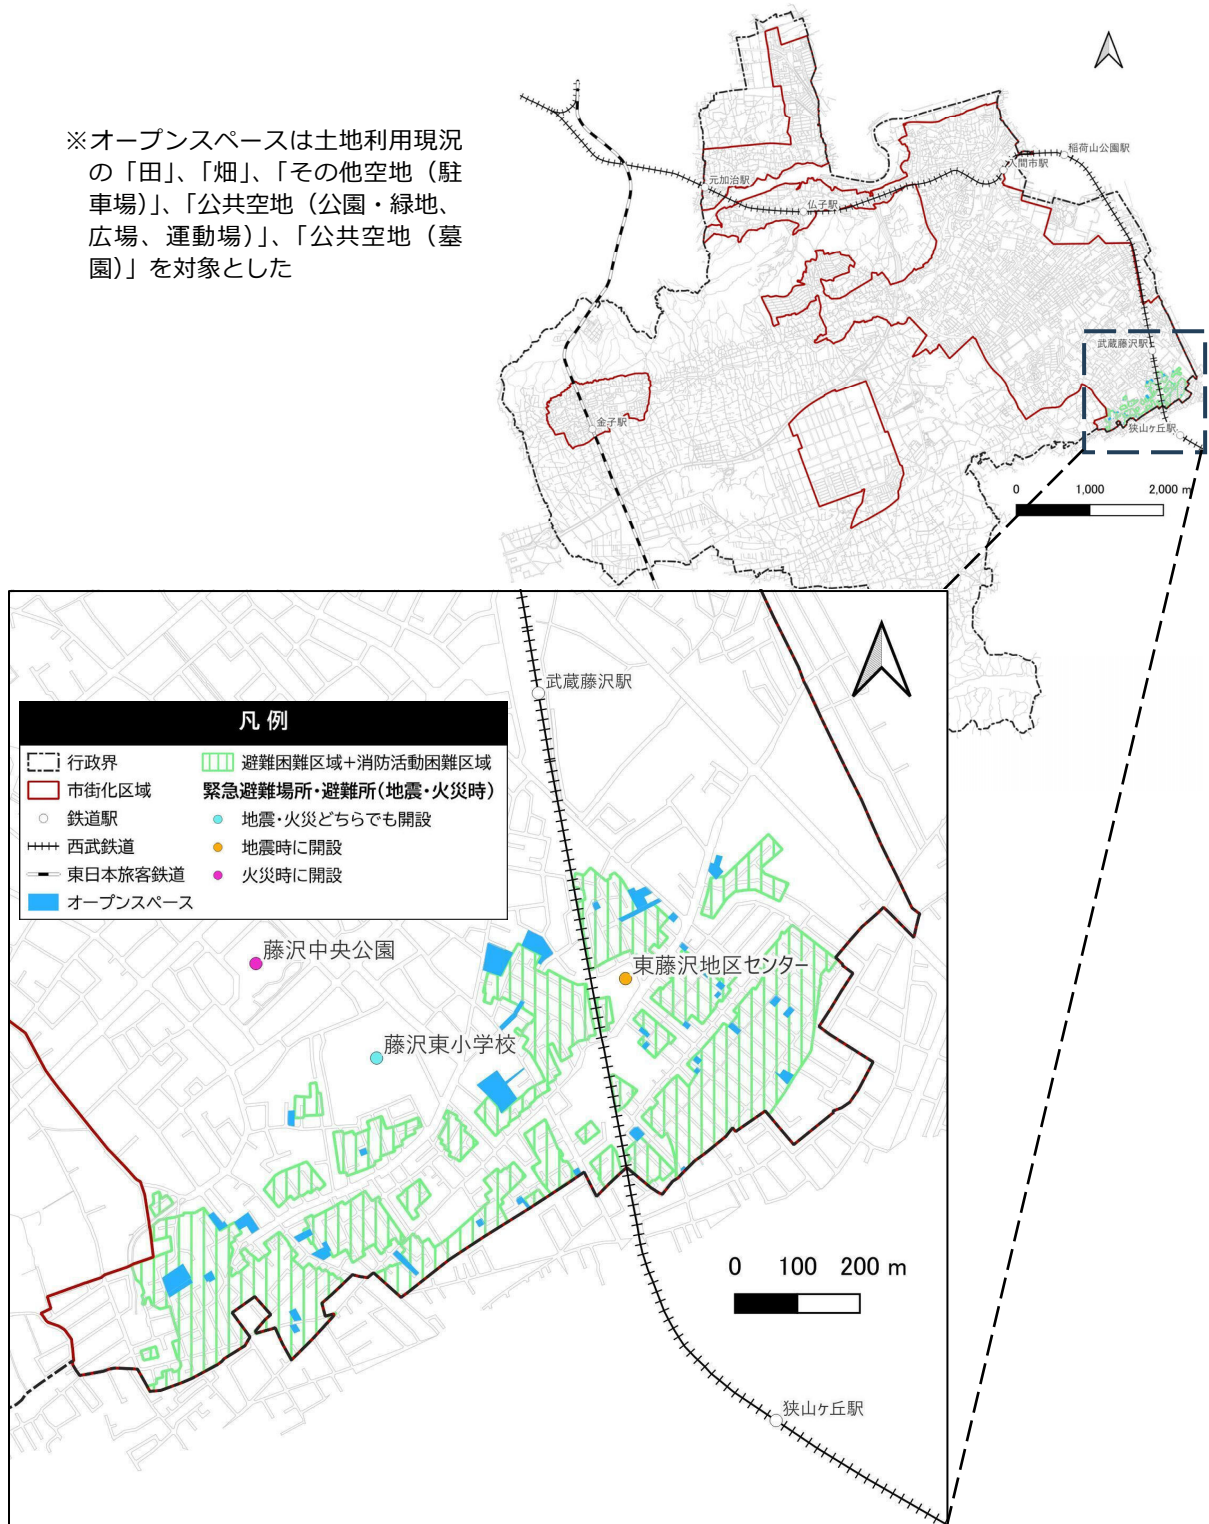 ※オープンスペースは土地利用現況
の「田」、「畑」、「その他空地（駐
車場）」、「公共空地（公園・緑地、
広場、運動場）」、「公共空地（墓
園）」を対象とした
稲荷山公園駅
入間市駅
元加治駅
仏子駅
武蔵藤沢駅
金子駅
狭山ヶ丘駅
0 1,000 2,000 m
武蔵藤沢駅
凡例
行政界
避難困難区域+消防活動困難区域
市街化区域
緊急避難場所・避難所(地震・火災時)
鉄道駅
地震・火災どちらでも開設
西武鉄道
地震時に開設
東日本旅客鉄道
火災時に開設
オープンスペース
藤沢中央公園
東藤沢地区センター
藤沢東小学校
0 100 200 m
狭山ヶ丘駅